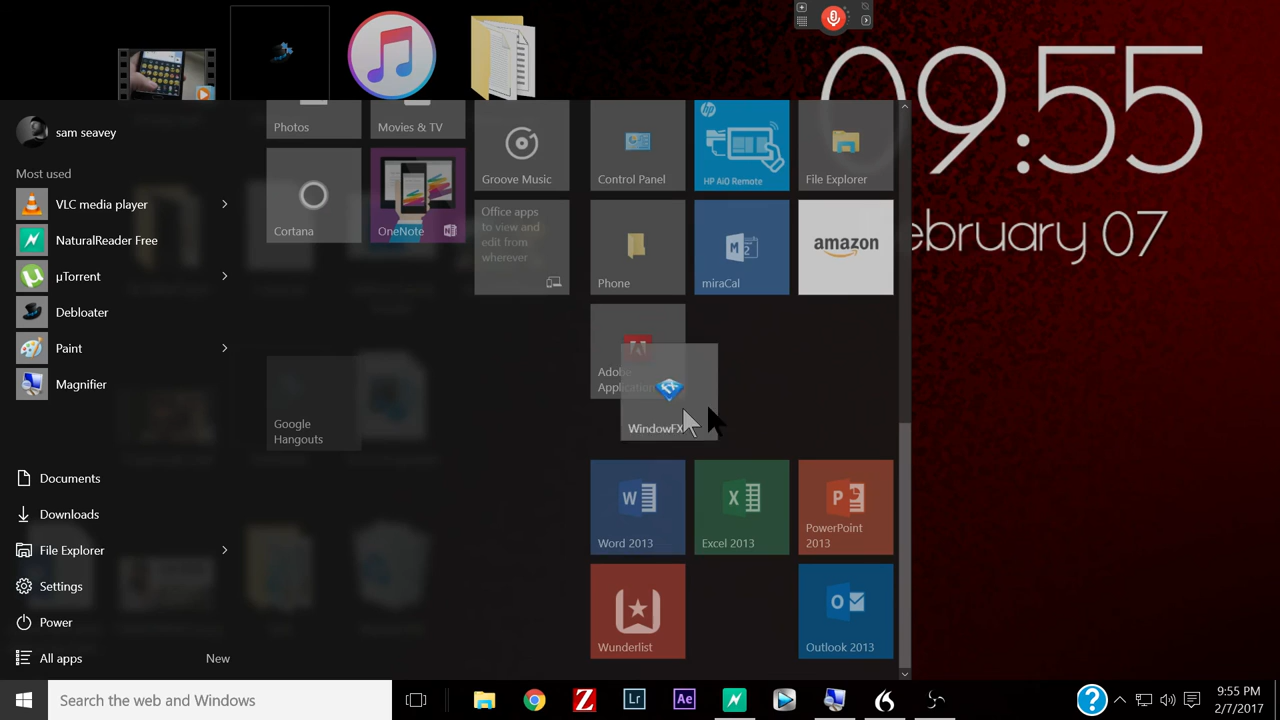 09:55
ebruary 07
sam seavey
Most used
VLC media player
NaturalReader Free
µTorrent
Debloater
Paint
Magnifier
Documents
Downloads
File Explorer
Settings
Power
All apps
New
Photos
Movies & TV
Groove Music
Cortana
OneNote
Office apps
to view and
edit from
wherever
Google
Hangouts
Control Panel
hp
HP AiO Remote
File Explorer
Phone
2
miraCal
amazon
Adobe
Application
WindowFX
W
Word 2013
X
Excel 2013
P
PowerPoint
2013
Wunderlist
O
Outlook 2013
Search the web and Windows
Z
Lr
Ae
?
9:55 PM
2/7/2017